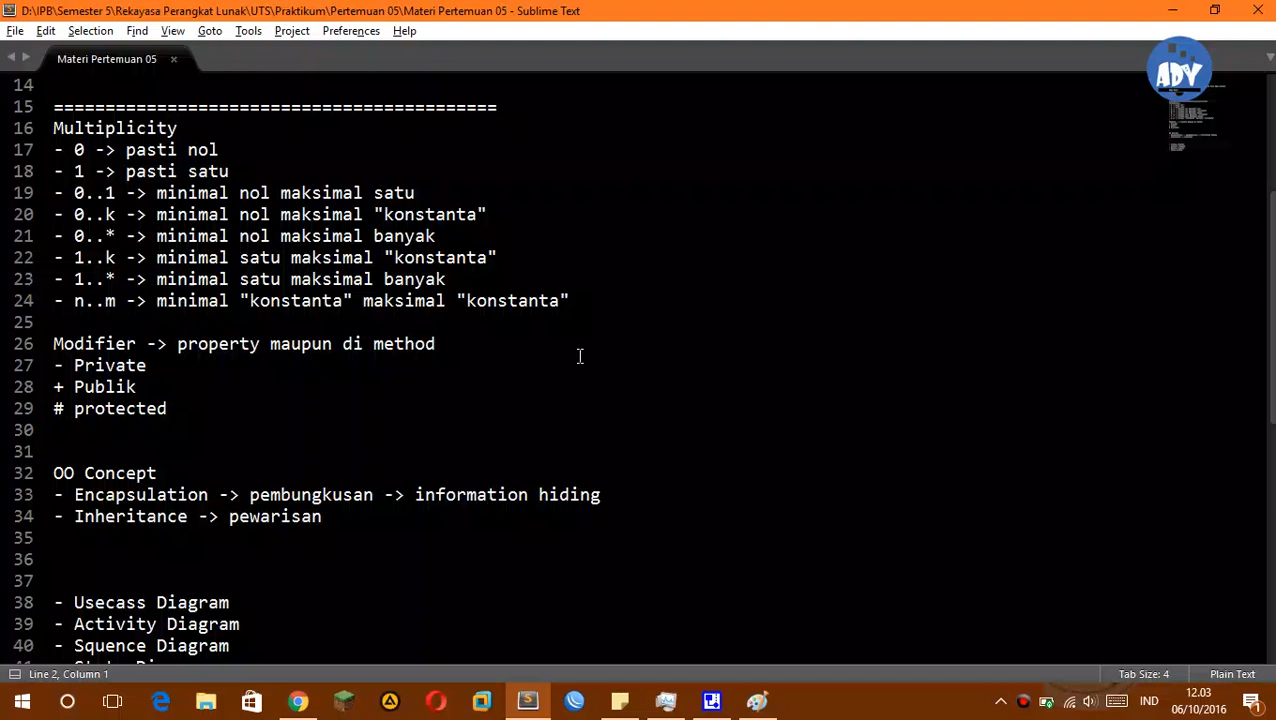 D:\IPB\Semester 5\Rekayasa Perangkat Lunak\UTS\Praktikum\Pertemuan 05\Materi Pertemuan 05 - Sublime Text
File Edit Selection Find View Goto Tools Project Preferences Help
Materi Pertemuan 05
ADY
14
15 ===========================================
16 Multiplicity
17 - 0 -> pasti nol
18 - 1 -> pasti satu
19 - 0..1 -> minimal nol maksimal satu
20 - 0..k -> minimal nol maksimal "konstanta"
21 - 0..* -> minimal nol maksimal banyak
22 - 1..k -> minimal satu maksimal "konstanta"
23 - 1..* -> minimal satu maksimal banyak
24 - n..m -> minimal "konstanta" maksimal "konstanta"
25
26 Modifier -> property maupun di method
27 - Private
28 + Publik
29 # protected
30
31
32 OO Concept
33 - Encapsulation -> pembungkusan -> information hiding
34 - Inheritance -> pewarisan
35
36
37
38 - Usecass Diagram
39 - Activity Diagram
40 - Squence Diagram
Line 2, Column 1 Tab Size: 4 Plain Text
IND
12.03
06/10/2016